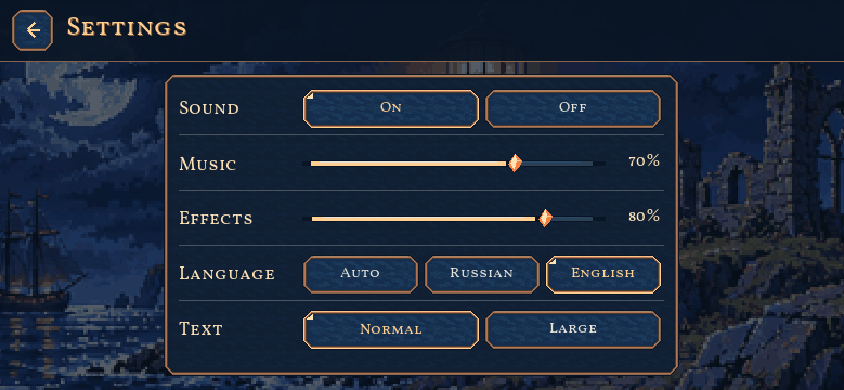 Settings
Sound On Off
Music 70%
Effects 80%
Language Auto Russian English
Text Normal Large